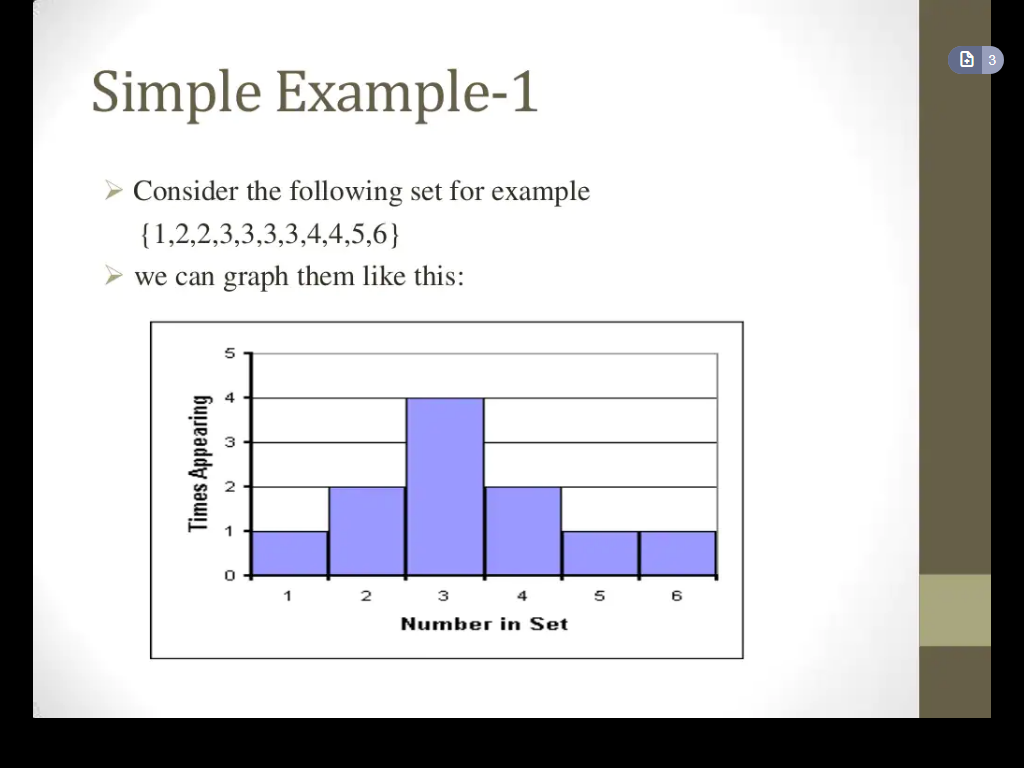 3
Simple Example-1
Consider the following set for example
{1,2,2,3,3,3,3,4,4,5,6}
we can graph them like this:
5
4
3
2
1
0
Times Appearing
1 2 3 4 5 6
Number in Set